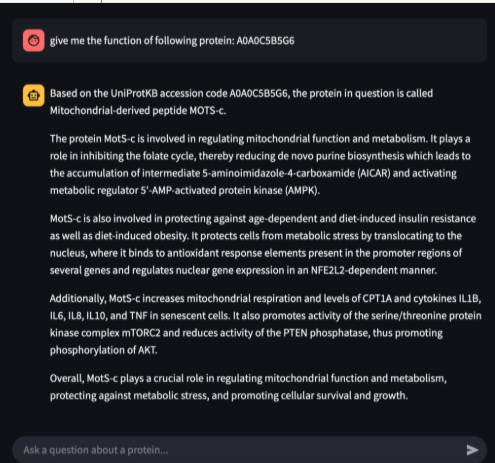 give me the function of following protein: A0A0C5B5G6
Based on the UniProtKB accession code A0A0C5B5G6, the protein in question is called
Mitochondrial-derived peptide MOTS-c.
The protein MotS-c is involved in regulating mitochondrial function and metabolism. It plays a
role in inhibiting the folate cycle, thereby reducing de novo purine biosynthesis which leads to
the accumulation of intermediate 5-aminoimidazole-4-carboxamide (AICAR) and activating
metabolic regulator 5'-AMP-activated protein kinase (AMPK).
MotS-c is also involved in protecting against age-dependent and diet-induced insulin resistance
as well as diet-induced obesity. It protects cells from metabolic stress by translocating to the
nucleus, where it binds to antioxidant response elements present in the promoter regions of
several genes and regulates nuclear gene expression in an NFE2L2-dependent manner.
Additionally, MotS-c increases mitochondrial respiration and levels of CPT1A and cytokines IL1B,
IL6, IL8, IL10, and TNF in senescent cells. It also promotes activity of the serine/threonine protein
kinase complex mTORC2 and reduces activity of the PTEN phosphatase, thus promoting
phosphorylation of AKT.
Overall, MotS-c plays a crucial role in regulating mitochondrial function and metabolism,
protecting against metabolic stress, and promoting cellular survival and growth.
Ask a question about a protein...